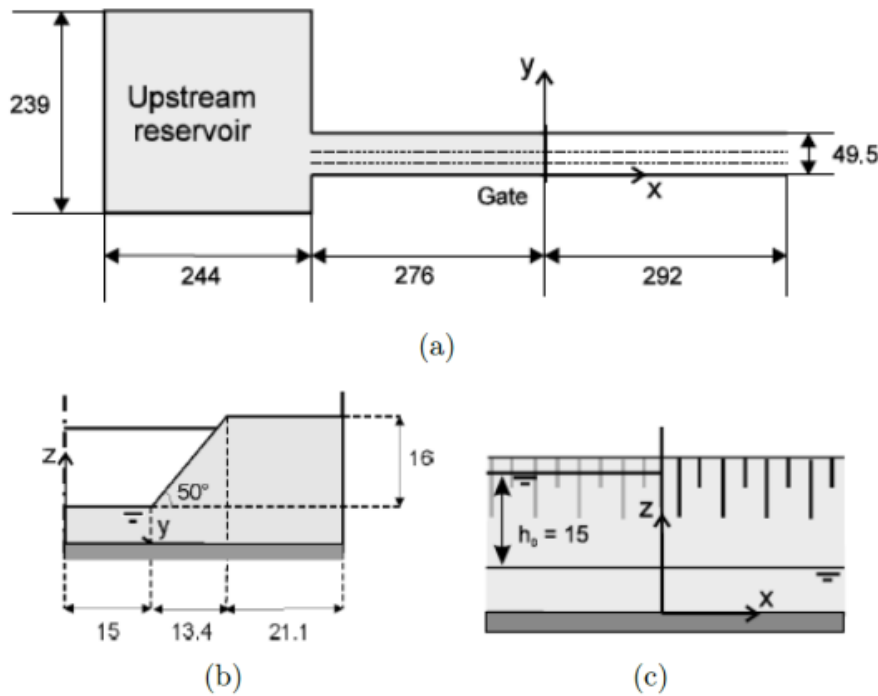 239
Upstream
reservoir
y
49.5
Gate
x
244
276
292
(a)
z
50°
y
16
15
13.4
21.1
(b)
h₀ = 15
z
x
(c)